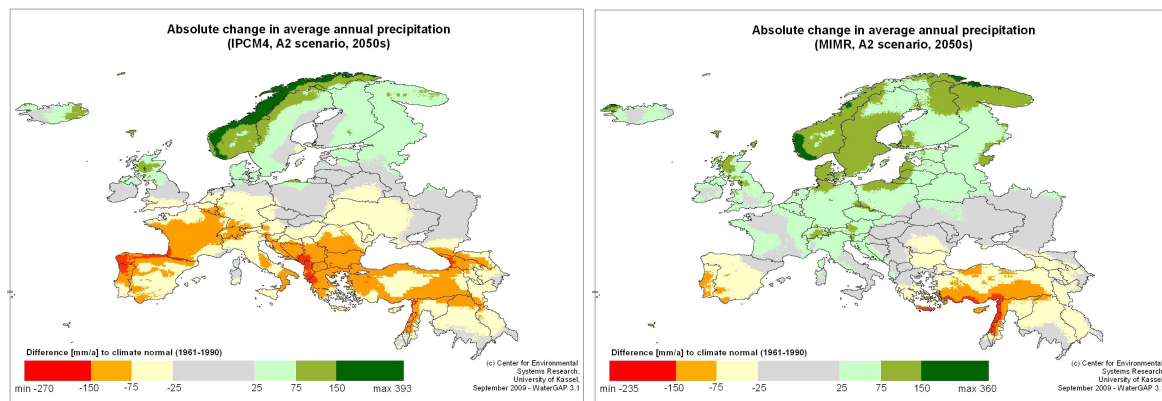 Absolute change in average annual precipitation
(IPCM4, A2 scenario, 2050s)
Difference [mm/a] to climate normal (1961-1990)
min -270 -150 -75 -25 25 75 150 max 393
(c) Center for Environmental
Systems Research,
University of Kassel,
September 2009 - WaterGAP 3.1
Absolute change in average annual precipitation
(MIMR, A2 scenario, 2050s)
Difference [mm/a] to climate normal (1961-1990)
min -235 -150 -75 -25 25 75 150 max 360
(c) Center for Environmental
Systems Research,
University of Kassel,
September 2009 - WaterGAP 3.